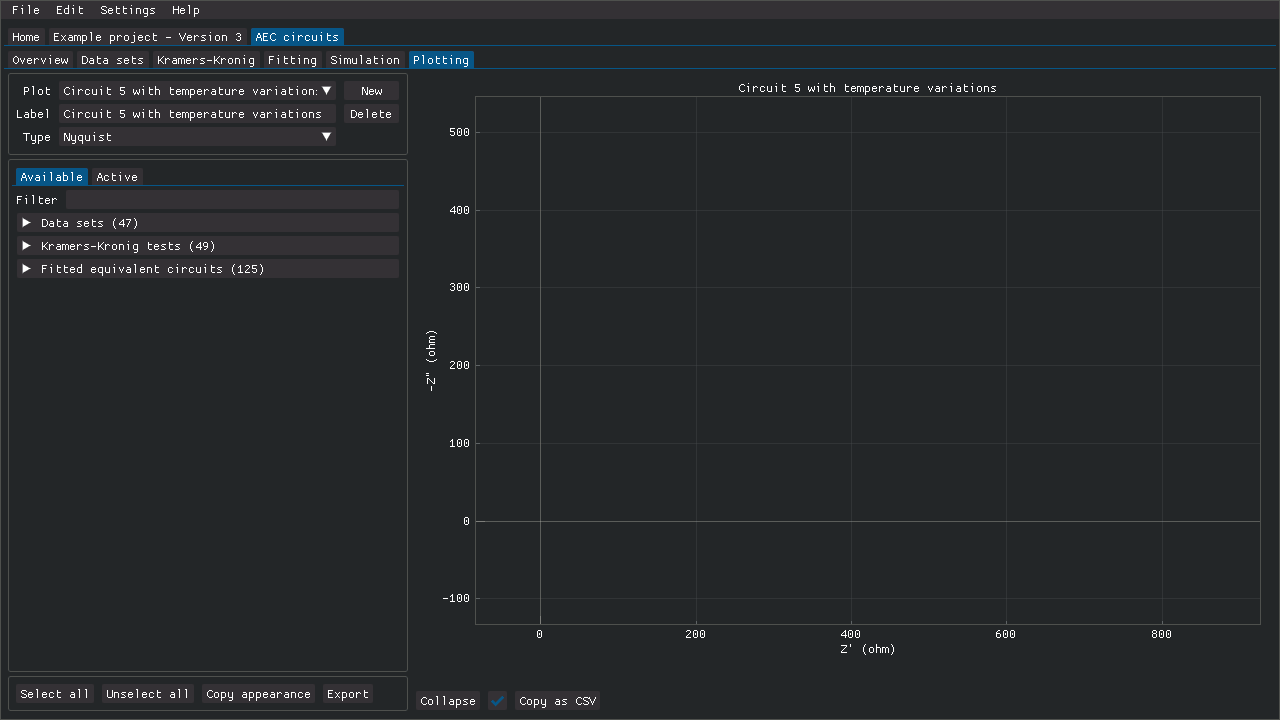 File Edit Settings Help
Home Example project - Version 3 AEC circuits
Overview Data sets Kramers-Kronig Fitting Simulation Plotting
Plot Circuit 5 with temperature variation: New
Label Circuit 5 with temperature variations Delete
Type Nyquist
Available Active
Filter
Data sets (47)
Kramers-Kronig tests (49)
Fitted equivalent circuits (125)
Select all Unselect all Copy appearance Export
Circuit 5 with temperature variations
500
400
300
200
100
0
-100
-Z" (ohm)
0 200 400 600 800
Z' (ohm)
Collapse Copy as CSV